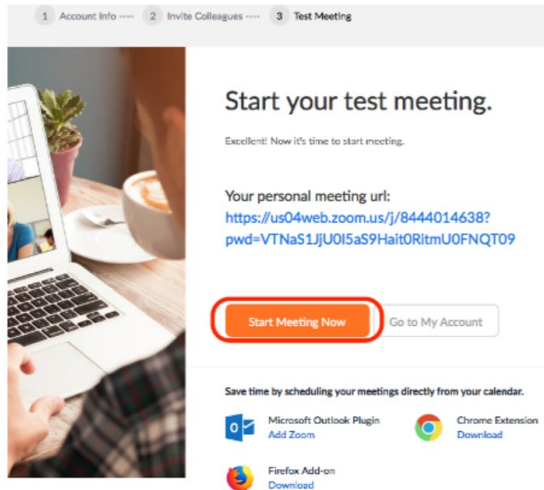 1 Account Info ---- 2 Invite Colleagues ---- 3 Test Meeting
Start your test meeting.
Excellent! Now it's time to start meeting.
Your personal meeting url:
https://us04web.zoom.us/j/8444014638?
pwd=VTNaS1JjU0I5aS9Hait0RitmU0FNQT09
Start Meeting Now
Go to My Account
Save time by scheduling your meetings directly from your calendar.
Microsoft Outlook Plugin
Add Zoom
Chrome Extension
Download
Firefox Add-on
Download